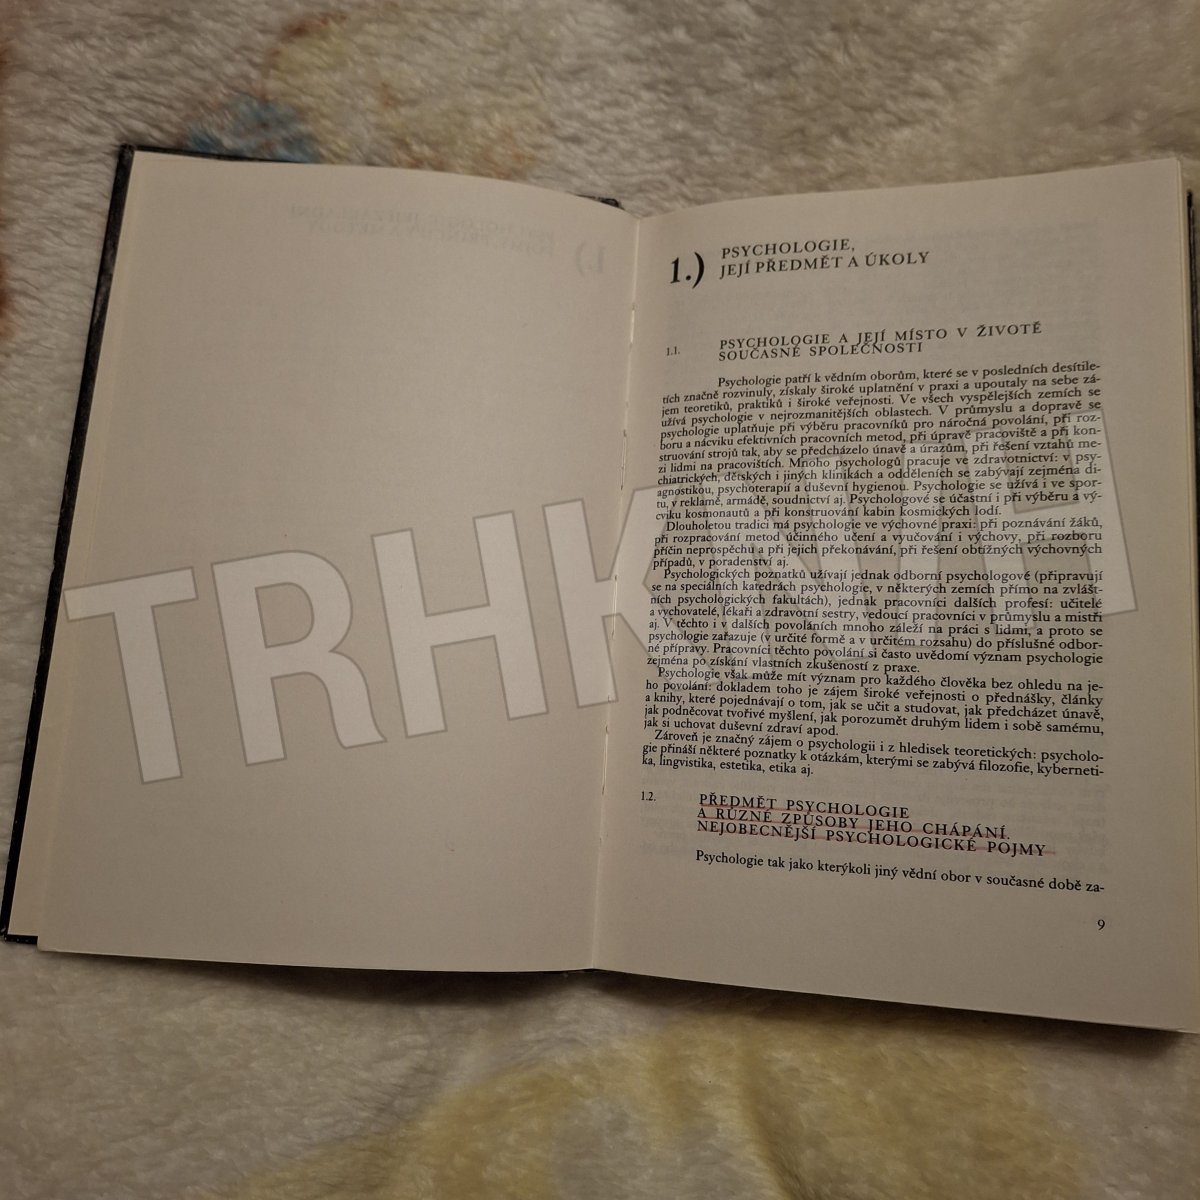 1.) PSYCHOLOGIE,
JEJÍ PŘEDMĚT A ÚKOLY
1.1. PSYCHOLOGIE A JEJÍ MÍSTO V ŽIVOTĚ
SOUČASNÉ SPOLEČNOSTI
Psychologie patří k vědním oborům, které se v posledních desítile-
tích značně rozvinuly, získaly široké uplatnění v praxi a upoutaly na sebe zá-
jem teoretiků, praktiků i široké veřejnosti. Ve všech vyspělejších zemích se
užívá psychologie v nejrozmanitějších oblastech. V průmyslu a dopravě se
psychologie uplatňuje při výběru pracovníků pro náročná povolání, při roz-
boru a nácviku efektivních pracovních metod, při úpravě pracoviště a při kon-
struování strojů tak, aby se předcházelo únavě a úrazům, při řešení vztahů me-
zi lidmi na pracovištích. Mnoho psychologů pracuje ve zdravotnictví: v psy-
chiatrických, dětských i jiných klinikách a odděleních se zabývají zejména di-
agnostikou, psychoterapií a duševní hygienou. Psychologie se užívá i ve spor-
tu, v reklamě, armádě, soudnictví aj. Psychologové se účastní i při výběru a vý-
cviku kosmonautů a při konstruování kabin kosmických lodí.
Dlouholetou tradici má psychologie ve výchovné praxi: při poznávání žáků,
při rozpracování metod účinného učení a vyučování i výchovy, při rozboru
příčin neprospěchu a při jejich překonávání, při řešení obtížných výchovných
případů, v poradenství aj.
Psychologických poznatků užívají jednak odborní psychologové (připravují
se na speciálních katedrách psychologie, v některých zemích přímo na zvlášt-
ních psychologických fakultách), jednak pracovníci dalších profesí: učitelé
a vychovatelé, lékaři a zdravotní sestry, vedoucí pracovníci v průmyslu a mistři
aj. V těchto i v dalších povoláních mnoho záleží na práci s lidmi, a proto se
psychologie zařazuje (v určité formě a v určitém rozsahu) do příslušné odbor-
né přípravy. Pracovníci těchto povolání si často uvědomí význam psychologie
zejména po získání vlastních zkušeností z praxe.
Psychologie však může mít význam pro každého člověka bez ohledu na je-
ho povolání: dokladem toho je zájem široké veřejnosti o přednášky, články
a knihy, které pojednávají o tom, jak se učit a studovat, jak předcházet únavě,
jak podněcovat tvořivé myšlení, jak porozumět druhým lidem i sobě samému,
jak si uchovat duševní zdraví apod.
Zároveň je značný zájem o psychologii i z hledisek teoretických: psycholo-
gie přináší některé poznatky k otázkám, kterými se zabývá filozofie, kyberneti-
ka, lingvistika, estetika, etika aj.
1.2. PŘEDMĚT PSYCHOLOGIE
A RŮZNÉ ZPŮSOBY JEHO CHÁPÁNÍ.
NEJOBECNĚJŠÍ PSYCHOLOGICKÉ POJMY
Psychologie tak jako kterýkoli jiný vědní obor v současné době za-
9
TRHKNIH